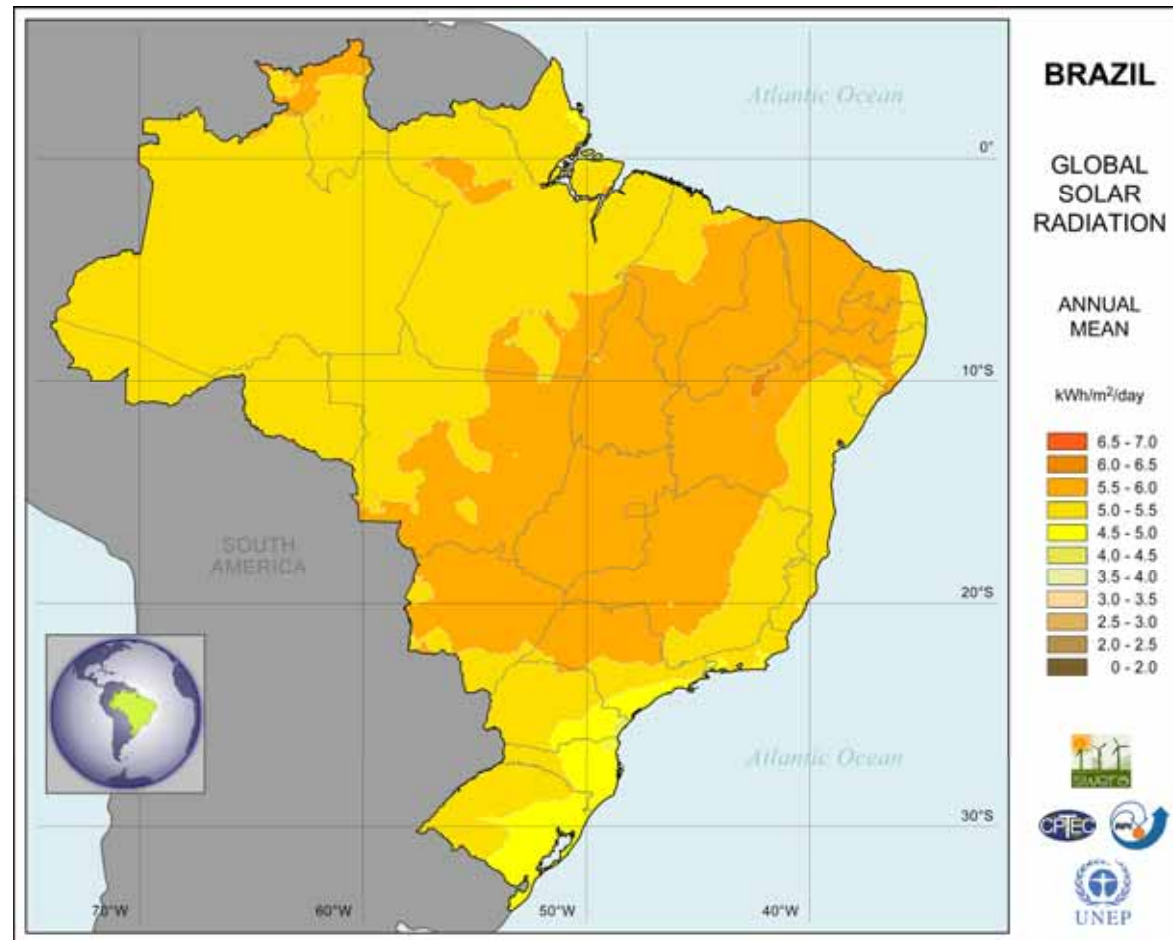 BRAZIL
GLOBAL
SOLAR
RADIATION
ANNUAL
MEAN
kWh/m²/day
6.5 - 7.0
6.0 - 6.5
5.5 - 6.0
5.0 - 5.5
4.5 - 5.0
4.0 - 4.5
3.5 - 4.0
3.0 - 3.5
2.5 - 3.0
2.0 - 2.5
0 - 2.0
Atlantic Ocean
0°
10°S
SOUTH
AMERICA
20°S
Atlantic Ocean
30°S
70°W
60°W
50°W
40°W
CPTEC
UNEP